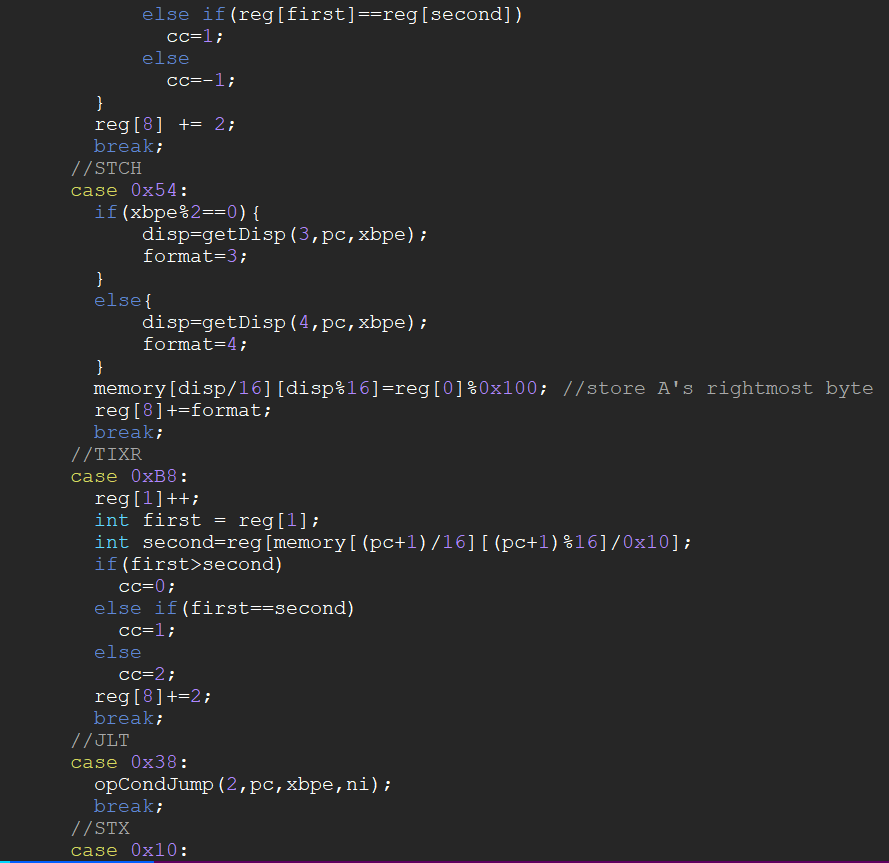 else if(reg[first]==reg[second])
cc=1;
else
cc=-1;
}
reg[8] += 2;
break;
//STCH
case 0x54:
if(xbpe%2==0){
disp=getDisp(3,pc,xbpe);
format=3;
}
else{
disp=getDisp(4,pc,xbpe);
format=4;
}
memory[disp/16][disp%16]=reg[0]%0x100; //store A's rightmost byte
reg[8]+=format;
break;
//TIXR
case 0xB8:
reg[1]++;
int first = reg[1];
int second=reg[memory[(pc+1)/16][(pc+1)%16]/0x10];
if(first>second)
cc=0;
else if(first==second)
cc=1;
else
cc=2;
reg[8]+=2;
break;
//JLT
case 0x38:
opCondJump(2,pc,xbpe,ni);
break;
//STX
case 0x10: